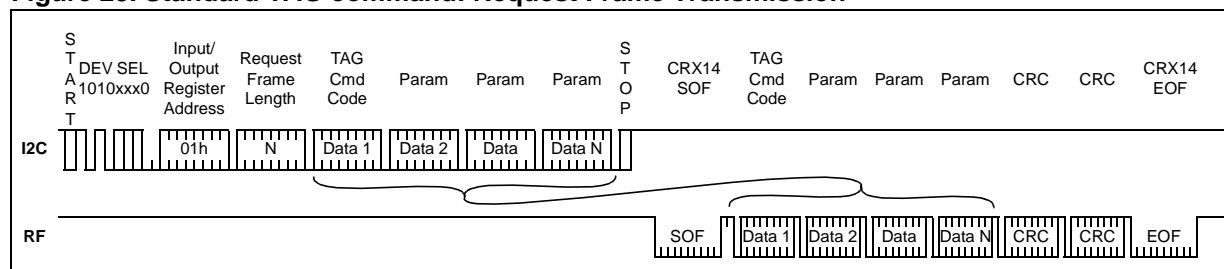 Standard TAG Command: Request Frame Transmission
START
DEV SEL
1010xxx0
Input/
Output
Register
Address
Request
Frame
Length
TAG
Cmd
Code
Param
Param
Param
STOP
CRX14
SOF
TAG
Cmd
Code
Param
Param
Param
CRC
CRC
CRX14
EOF
I2C
01h
N
Data 1
Data 2
Data
Data N
RF
SOF
Data 1
Data 2
Data
Data N
CRC
CRC
EOF